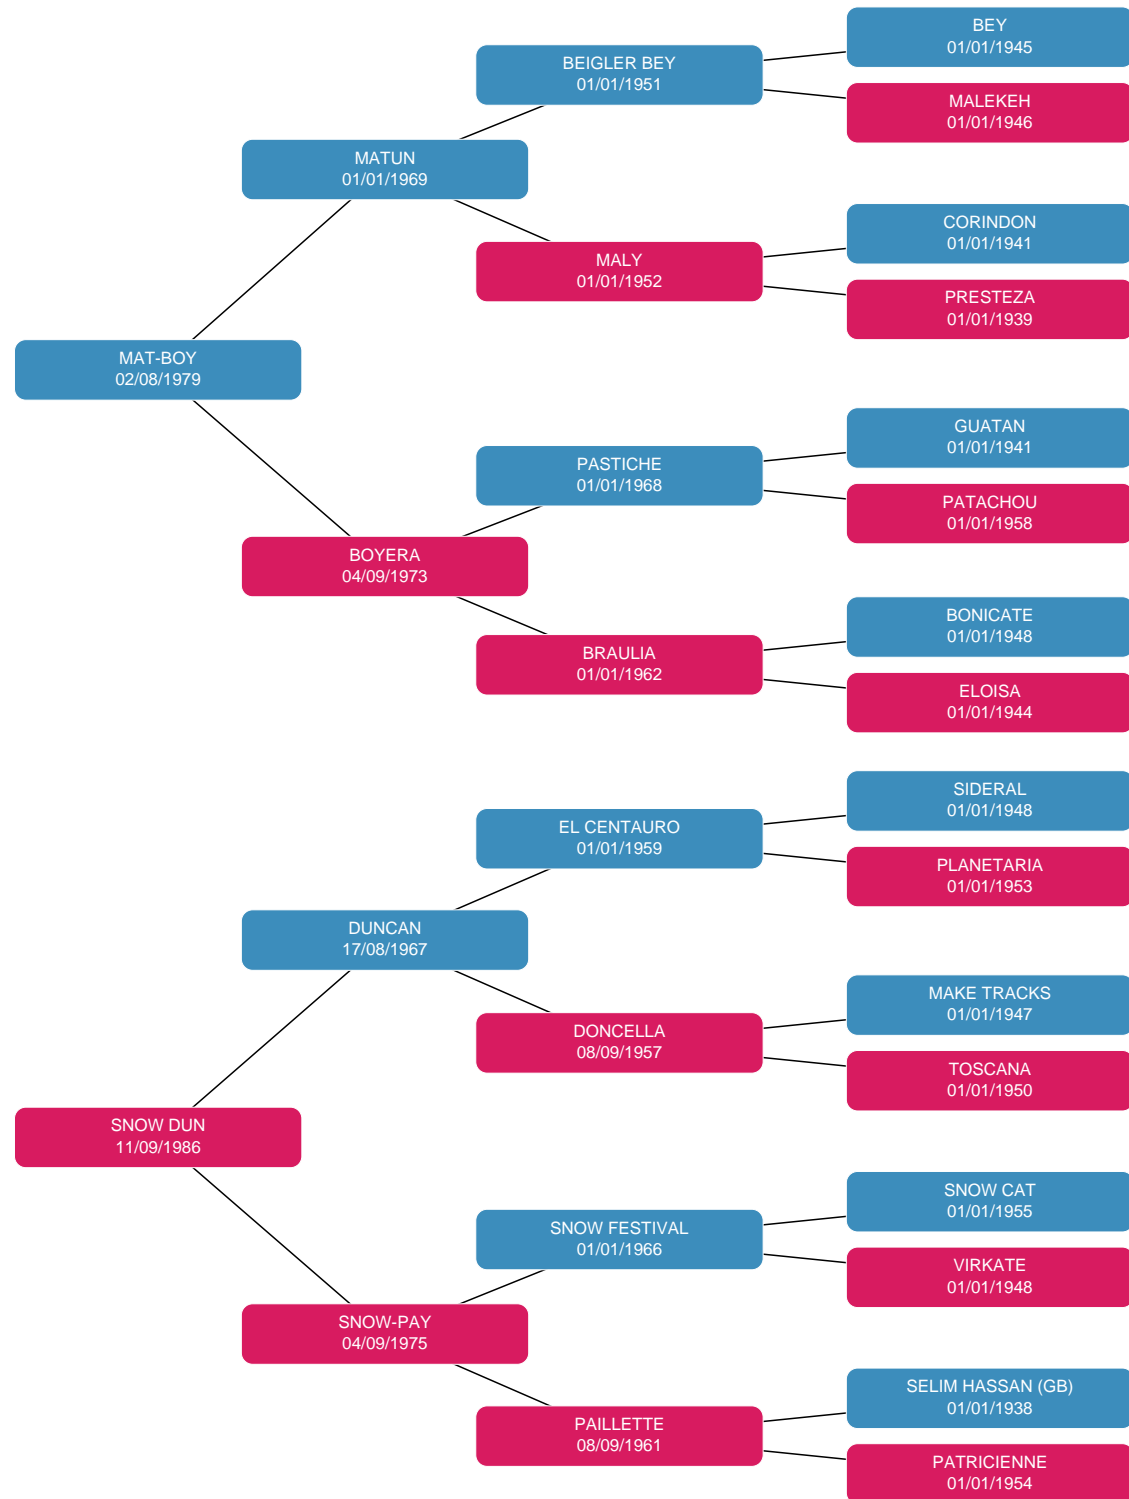 BEY
01/01/1945
BEIGLER BEY
01/01/1951
MALEKEH
01/01/1946
MATUN
01/01/1969
CORINDON
01/01/1941
MALY
01/01/1952
PRESTEZA
01/01/1939
MAT-BOY
02/08/1979
GUATAN
01/01/1941
PASTICHE
01/01/1968
PATACHOU
01/01/1958
BOYERA
04/09/1973
BONICATE
01/01/1948
BRAULIA
01/01/1962
ELOISA
01/01/1944
SIDERAL
01/01/1948
EL CENTAURO
01/01/1959
PLANETARIA
01/01/1953
DUNCAN
17/08/1967
MAKE TRACKS
01/01/1947
DONCELLA
08/09/1957
TOSCANA
01/01/1950
SNOW DUN
11/09/1986
SNOW CAT
01/01/1955
SNOW FESTIVAL
01/01/1966
VIRKATE
01/01/1948
SNOW-PAY
04/09/1975
SELIM HASSAN (GB)
01/01/1938
PAILLETTE
08/09/1961
PATRICIENNE
01/01/1954